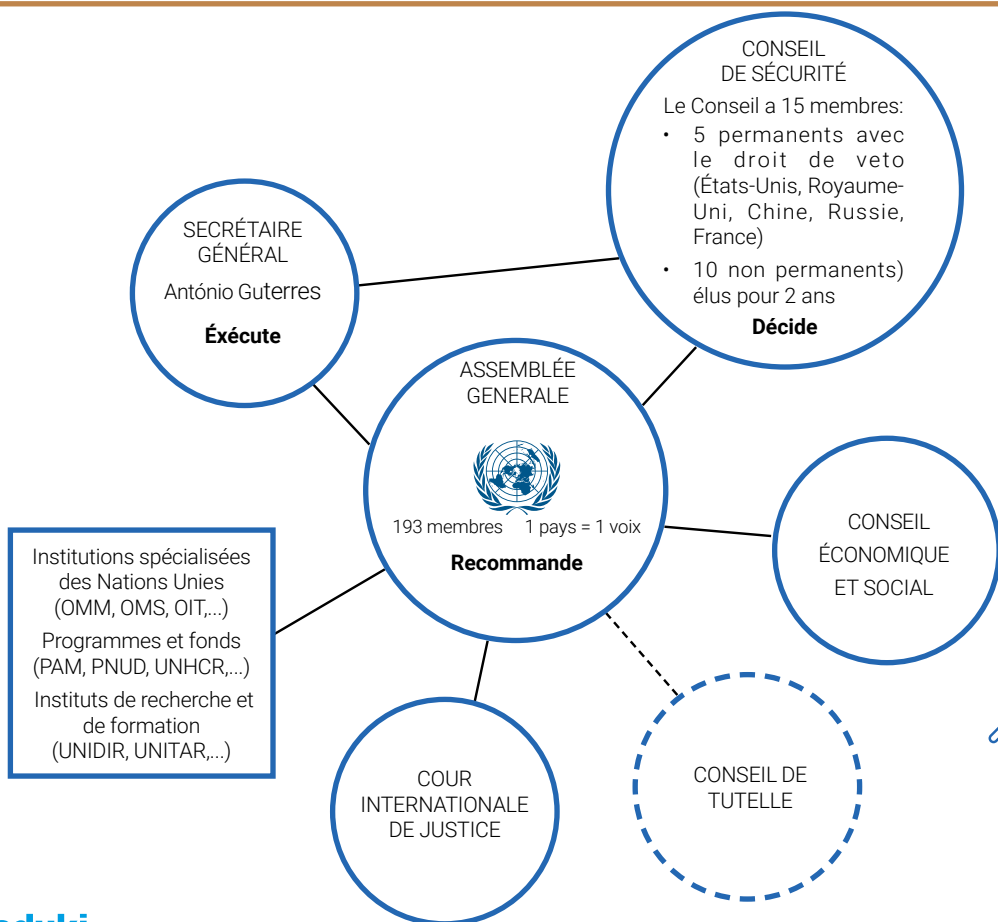 CONSEIL
DE SÉCURITÉ
Le Conseil a 15 membres:
• 5 permanents avec
le droit de veto
(États-Unis, Royaume-
Uni, Chine, Russie,
France)
• 10 non permanents)
élus pour 2 ans
Décide
SECRÉTAIRE
GÉNÉRAL
António Guterres
Éxécute
ASSEMBLÉE
GENERALE
193 membres 1 pays = 1 voix
Recommande
CONSEIL
ÉCONOMIQUE
ET SOCIAL
Institutions spécialisées
des Nations Unies
(OMM, OMS, OIT,...)
Programmes et fonds
(PAM, PNUD, UNHCR,...)
Instituts de recherche et
de formation
(UNIDIR, UNITAR,...)
COUR
INTERNATIONALE
DE JUSTICE
CONSEIL DE
TUTELLE